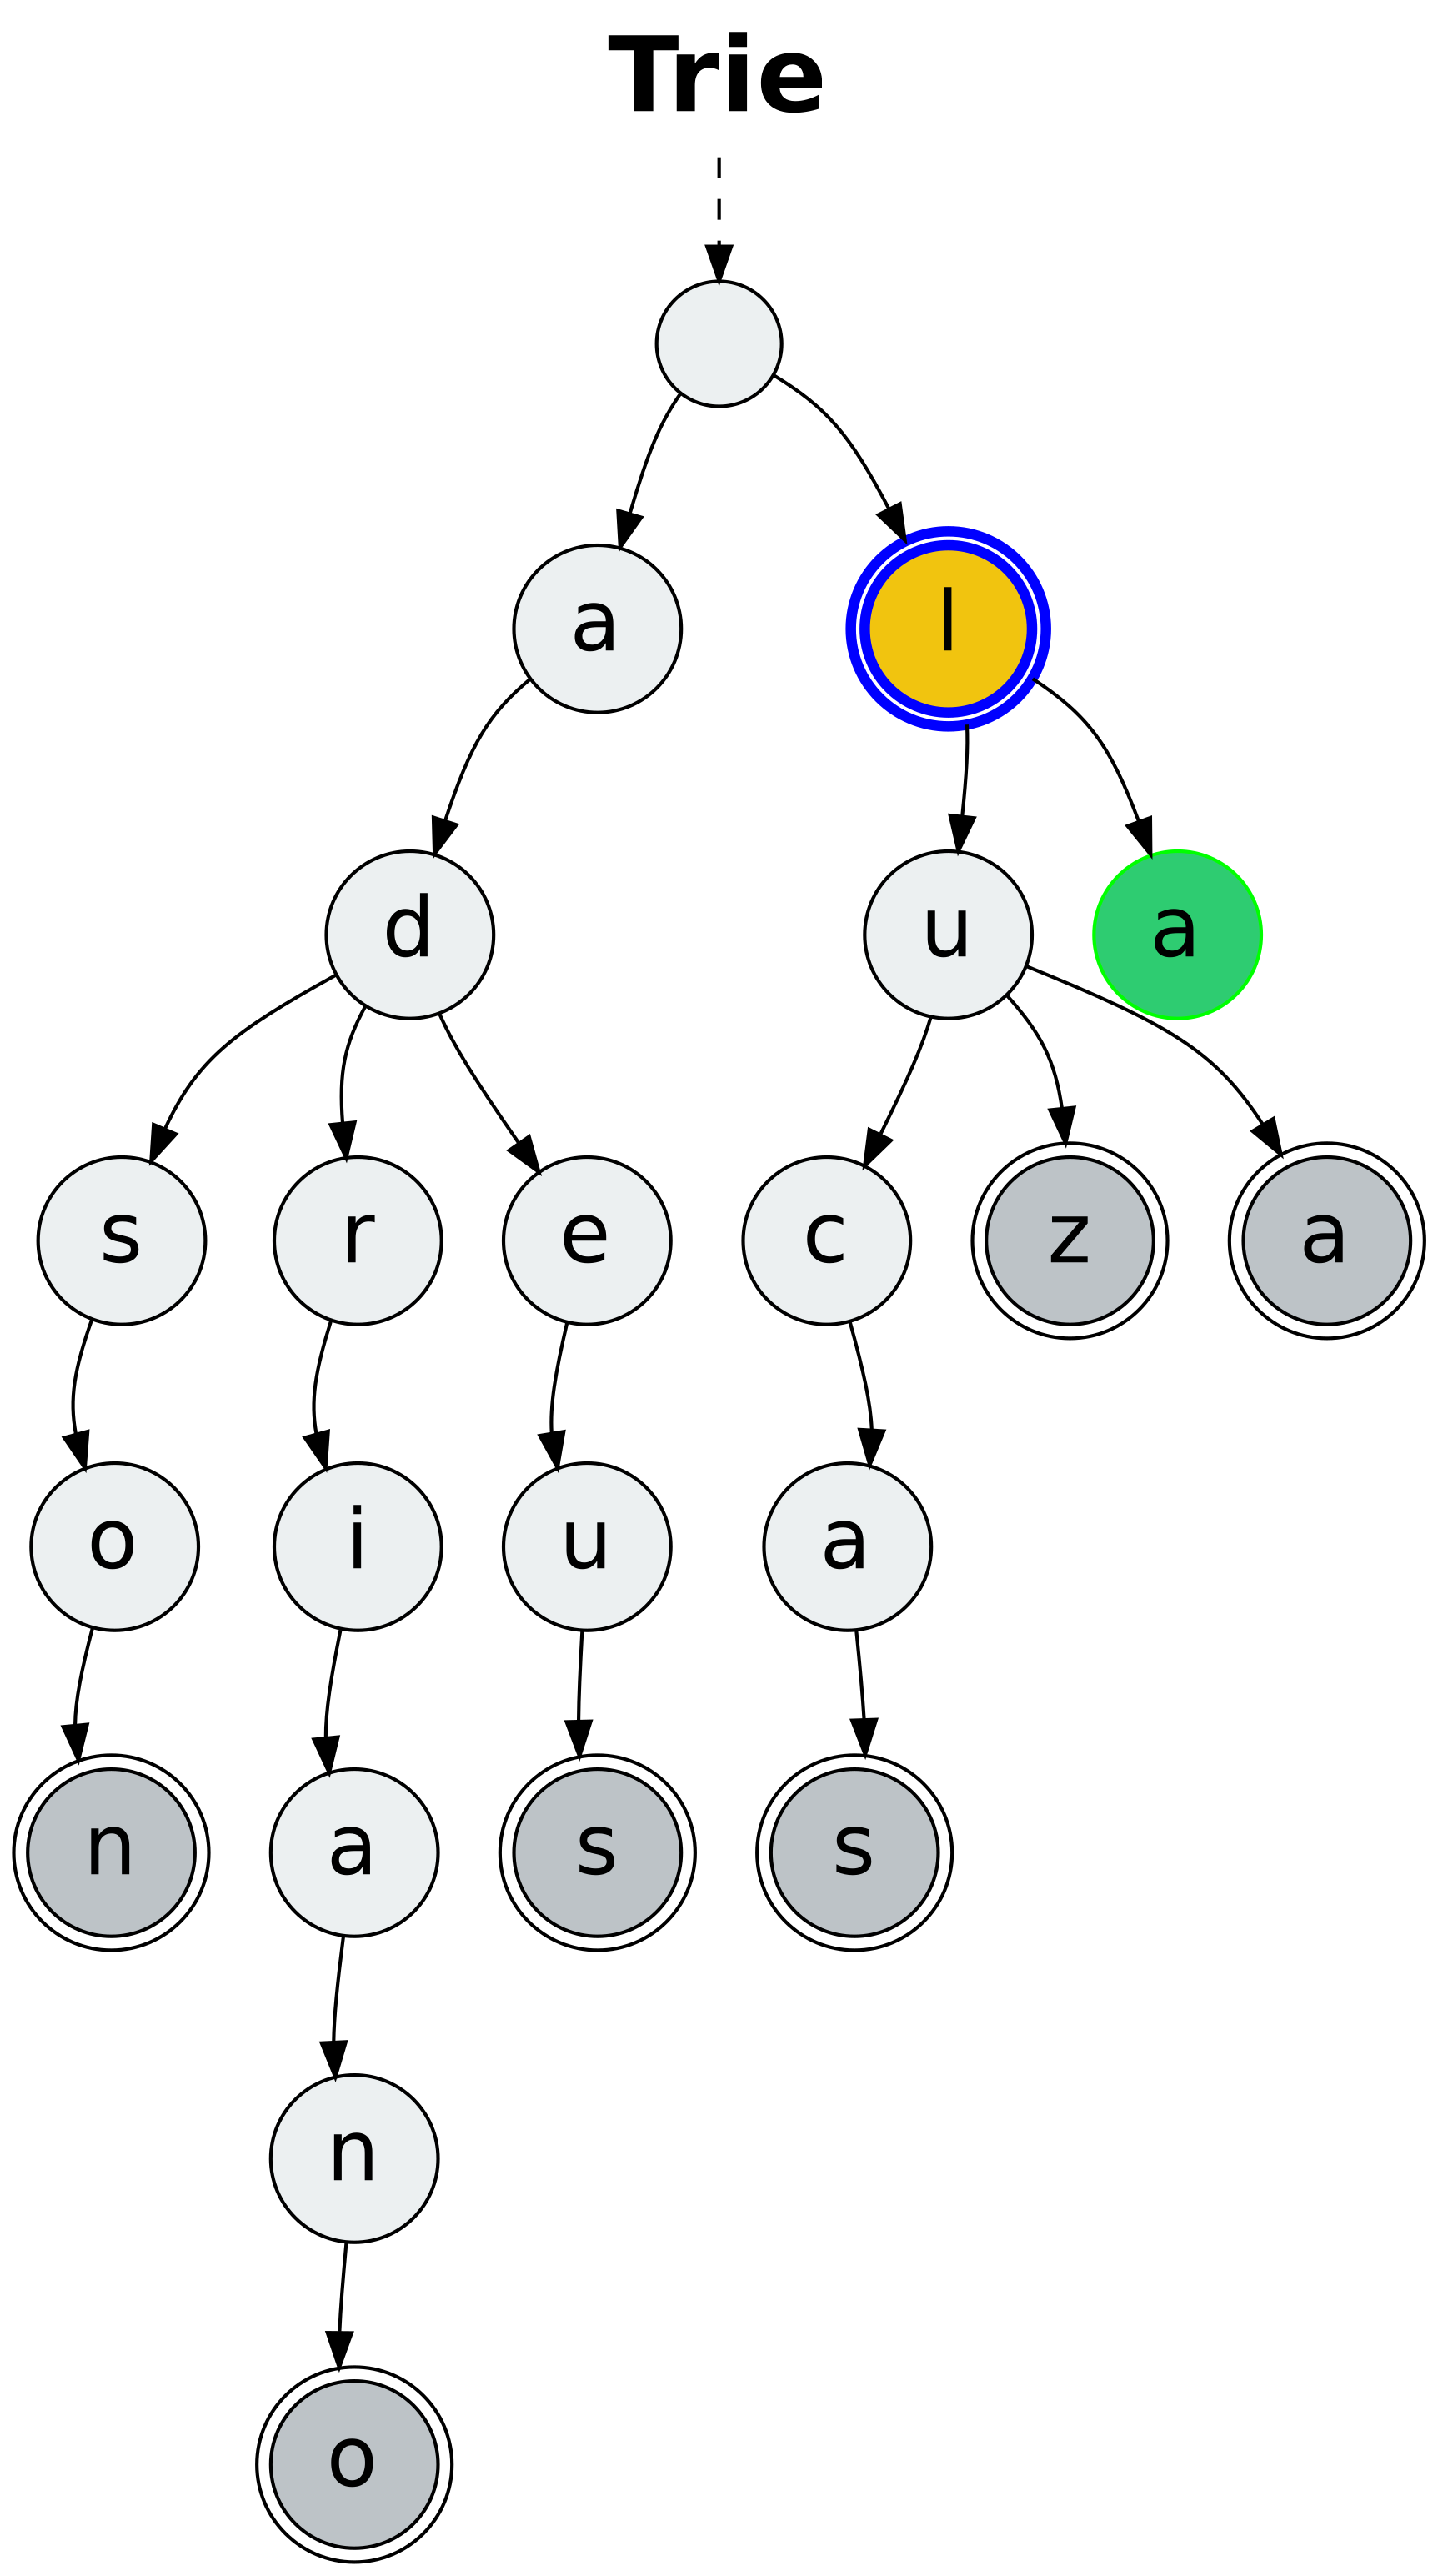 Trie
a l
d u a
s r e c z a
o i u a
n a s s
n
o